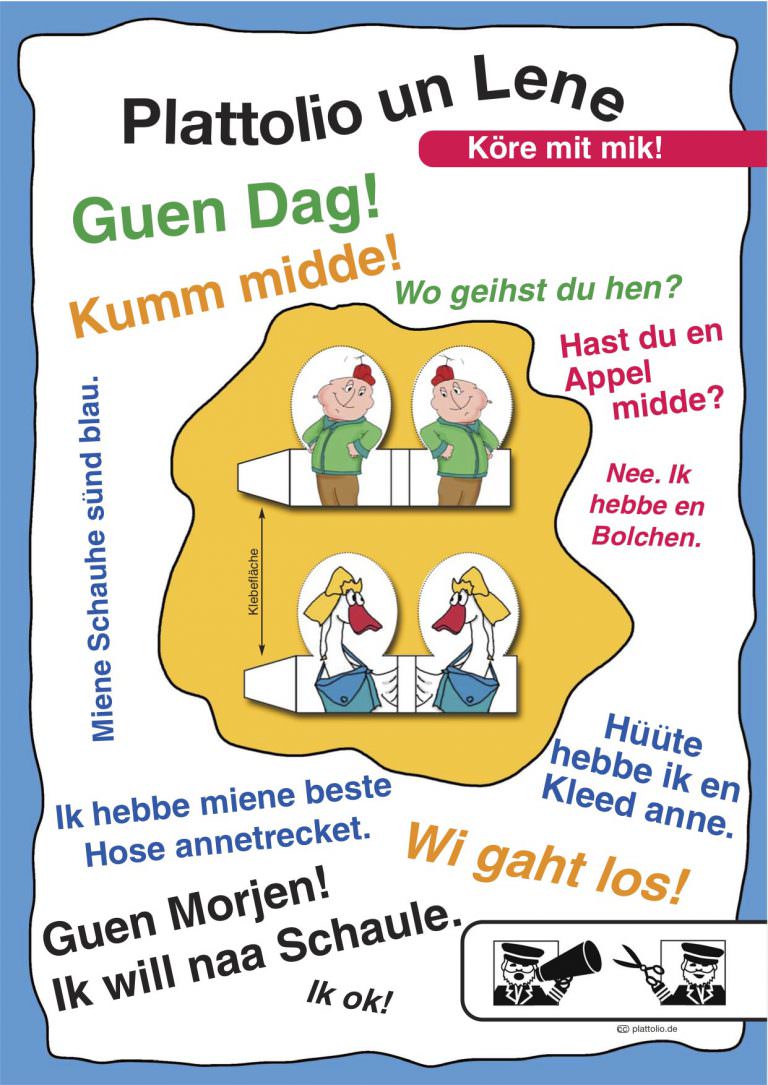 Plattolio un Lene
Köre mit mik!
Guen Dag!
Kumm midde!
Wo geihst du hen?
Hast du en
Appel
midde?
Nee. Ik
hebbe en
Bolchen.
Miene Schauhe sünd blau.
Klebefläche
Hüüte
hebbe ik en
Kleed anne.
Ik hebbe miene beste
Hose annetrecket.
Wi gaht los!
Guen Morjen!
Ik will naa Schaule.
Ik ok!
cc plattolio.de